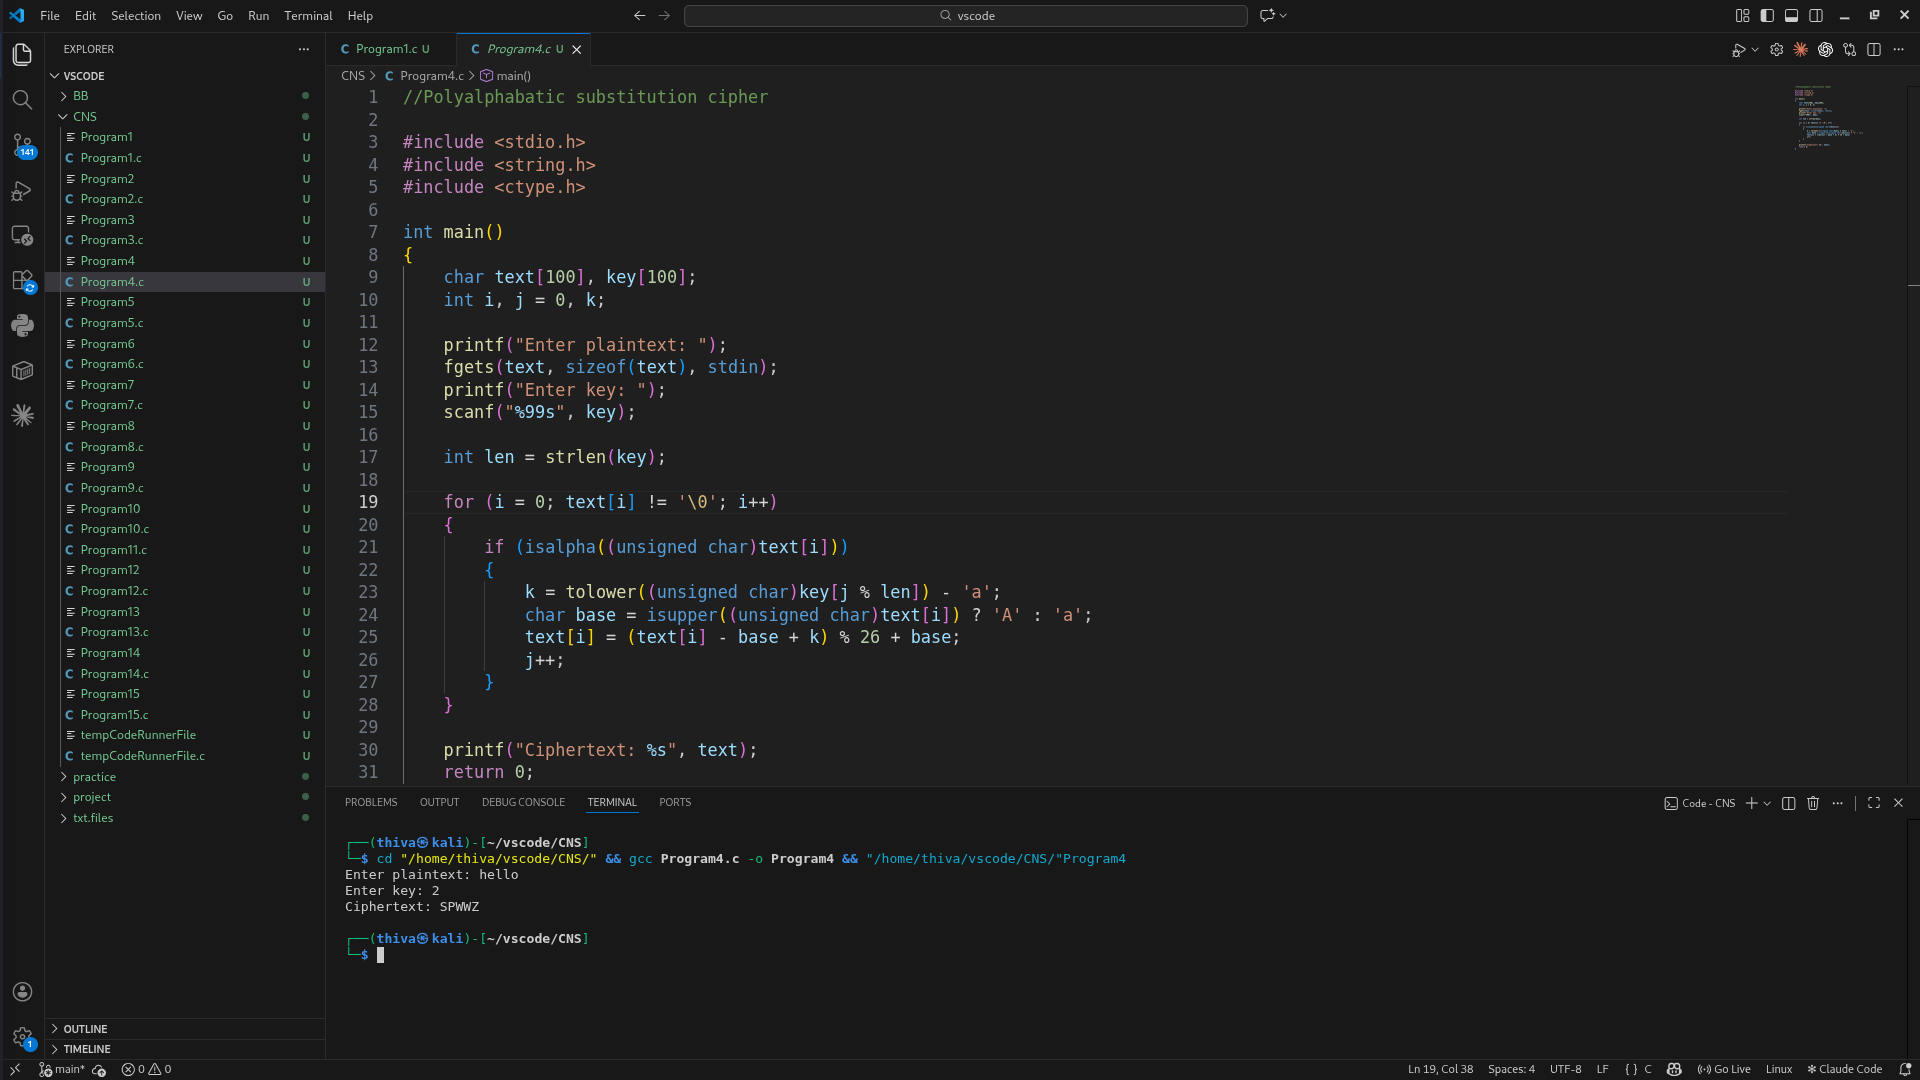 File Edit Selection View Go Run Terminal Help
vscode
EXPLORER
VSCODE
BB
CNS
Program1 U
Program1.c U
Program2 U
Program2.c U
Program3 U
Program3.c U
Program4 U
Program4.c U
Program5 U
Program5.c U
Program6 U
Program6.c U
Program7 U
Program7.c U
Program8 U
Program8.c U
Program9 U
Program9.c U
Program10 U
Program10.c U
Program11.c U
Program12 U
Program12.c U
Program13 U
Program13.c U
Program14 U
Program14.c U
Program15 U
Program15.c U
tempCodeRunnerFile U
tempCodeRunnerFile.c U
practice
project
txt.files
OUTLINE
TIMELINE
141
1
C Program1.c U
C Program4.c U
CNS > C Program4.c > main()
1 //Polyalphabatic substitution cipher
2
3 #include <stdio.h>
4 #include <string.h>
5 #include <ctype.h>
6
7 int main()
8 {
9 char text[100], key[100];
10 int i, j = 0, k;
11
12 printf("Enter plaintext: ");
13 fgets(text, sizeof(text), stdin);
14 printf("Enter key: ");
15 scanf("%99s", key);
16
17 int len = strlen(key);
18
19 for (i = 0; text[i] != '\0'; i++)
20 {
21 if (isalpha((unsigned char)text[i]))
22 {
23 k = tolower((unsigned char)key[j % len]) - 'a';
24 char base = isupper((unsigned char)text[i]) ? 'A' : 'a';
25 text[i] = (text[i] - base + k) % 26 + base;
26 j++;
27 }
28 }
29
30 printf("Ciphertext: %s", text);
31 return 0;
PROBLEMS OUTPUT DEBUG CONSOLE TERMINAL PORTS
Code - CNS
┌──(thiva㉿kali)-[~/vscode/CNS]
└─$ cd "/home/thiva/vscode/CNS/" && gcc Program4.c -o Program4 && "/home/thiva/vscode/CNS/"Program4
Enter plaintext: hello
Enter key: 2
Ciphertext: SPWWZ
┌──(thiva㉿kali)-[~/vscode/CNS]
└─$
main* 0 0
Ln 19, Col 38 Spaces: 4 UTF-8 LF { } C Go Live Linux Claude Code